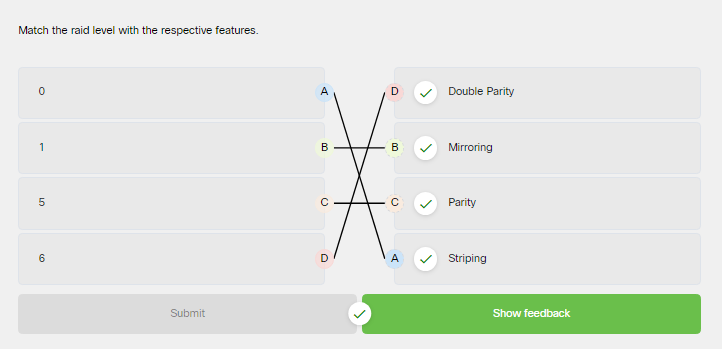 Match the raid level with the respective features.
0 A D Double Parity
1 B B Mirroring
5 C C Parity
6 D A Striping
Submit Show feedback